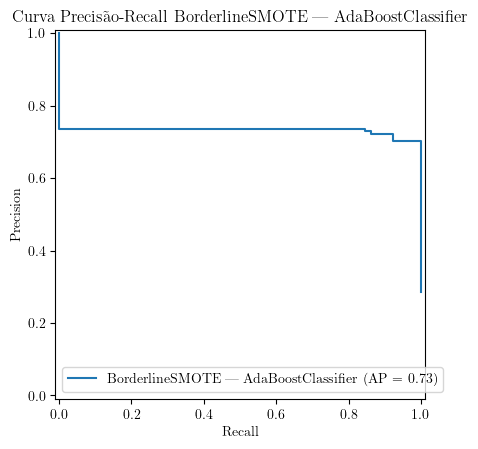 Curva Precisão-Recall BorderlineSMOTE — AdaBoostClassifier
1.0
0.8
0.6
0.4
0.2
0.0
Precision
BorderlineSMOTE — AdaBoostClassifier (AP = 0.73)
0.0 0.2 0.4 0.6 0.8 1.0
Recall